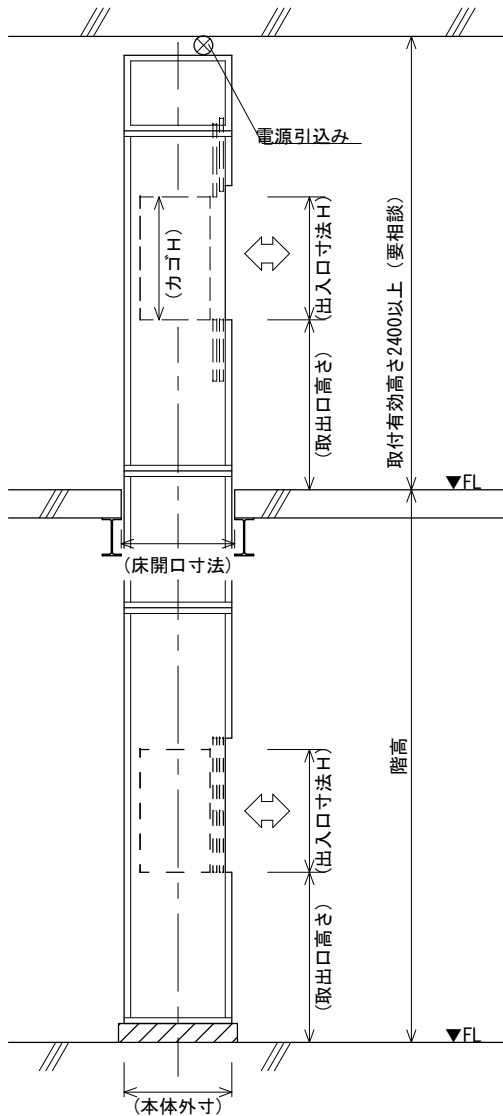 電源引込み
(カゴH)
(出入口寸法H)
(取出口高さ)
取付有効高さ2400以上 (要相談)
▼FL
(床開口寸法)
(出入口寸法H)
階高
(取出口高さ)
▼FL
(本体外寸)